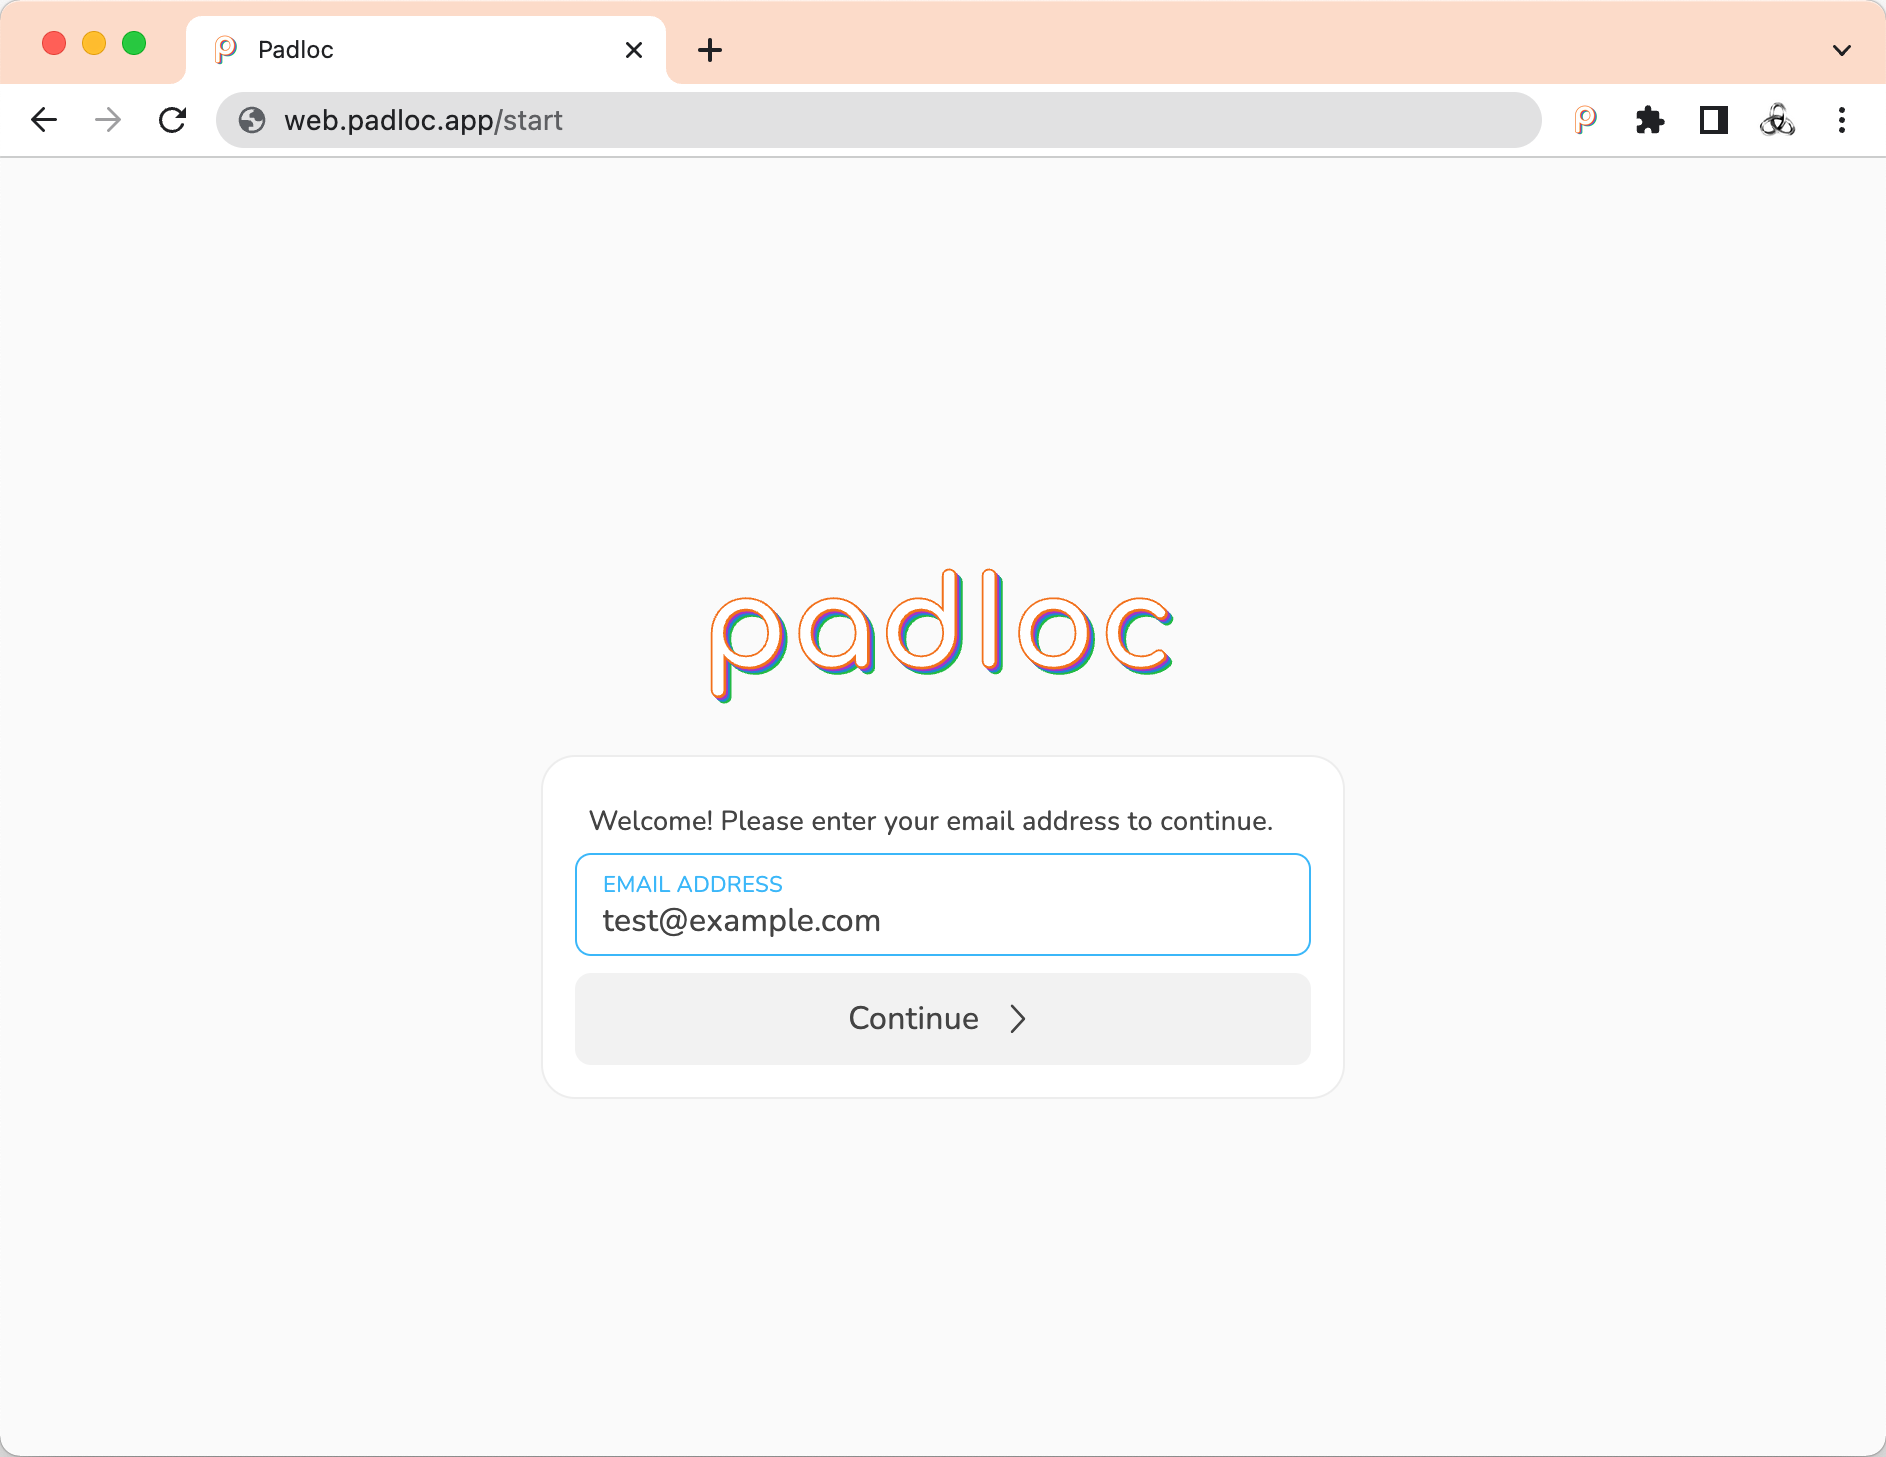 Padloc
web.padloc.app/start
padloc
Welcome! Please enter your email address to continue.
EMAIL ADDRESS
test@example.com
Continue